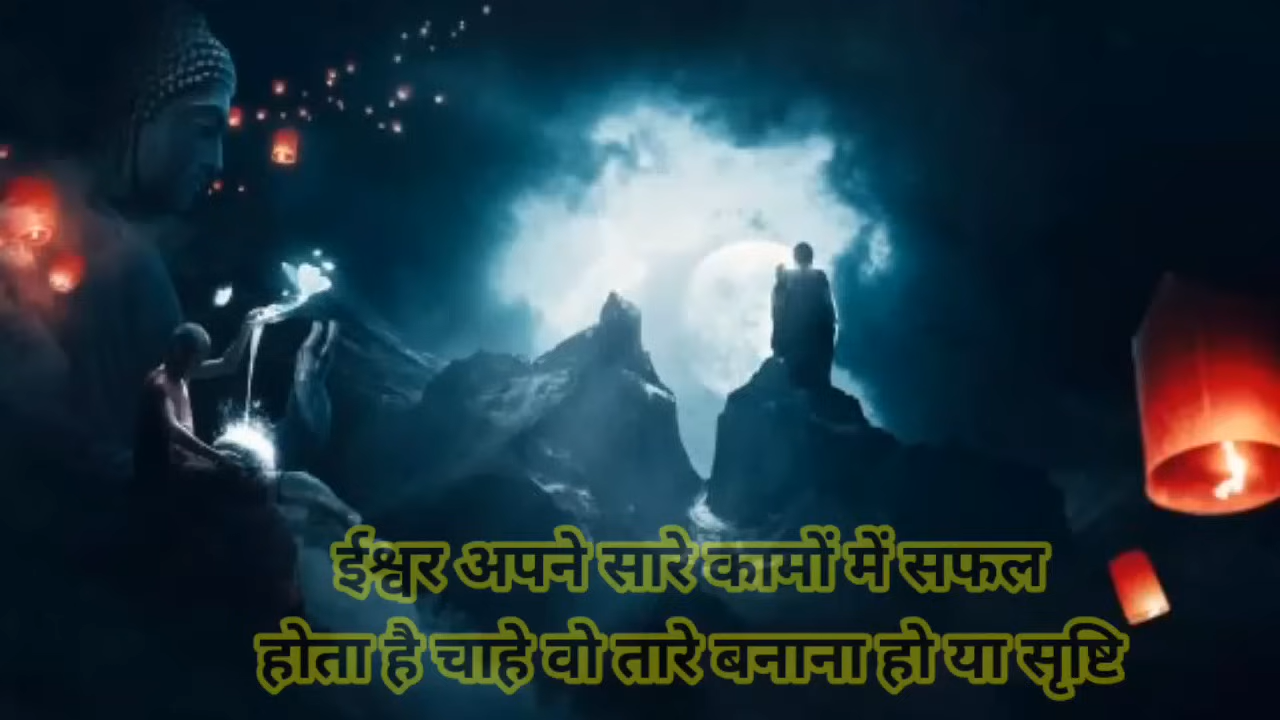 ईश्वर अपने सारे कामों में सफल
होता है चाहे वो तारे बनाना हो या सृष्टि